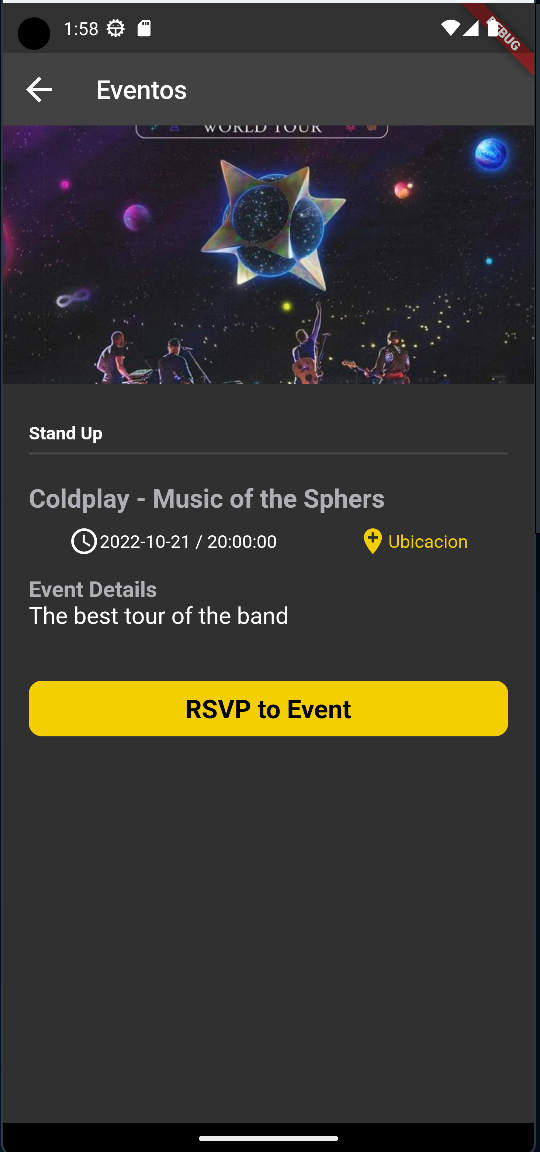 1:58
DEBUG
Eventos
WORLD TOUR
Stand Up
Coldplay - Music of the Sphers
2022-10-21 / 20:00:00
Ubicacion
Event Details
The best tour of the band
RSVP to Event